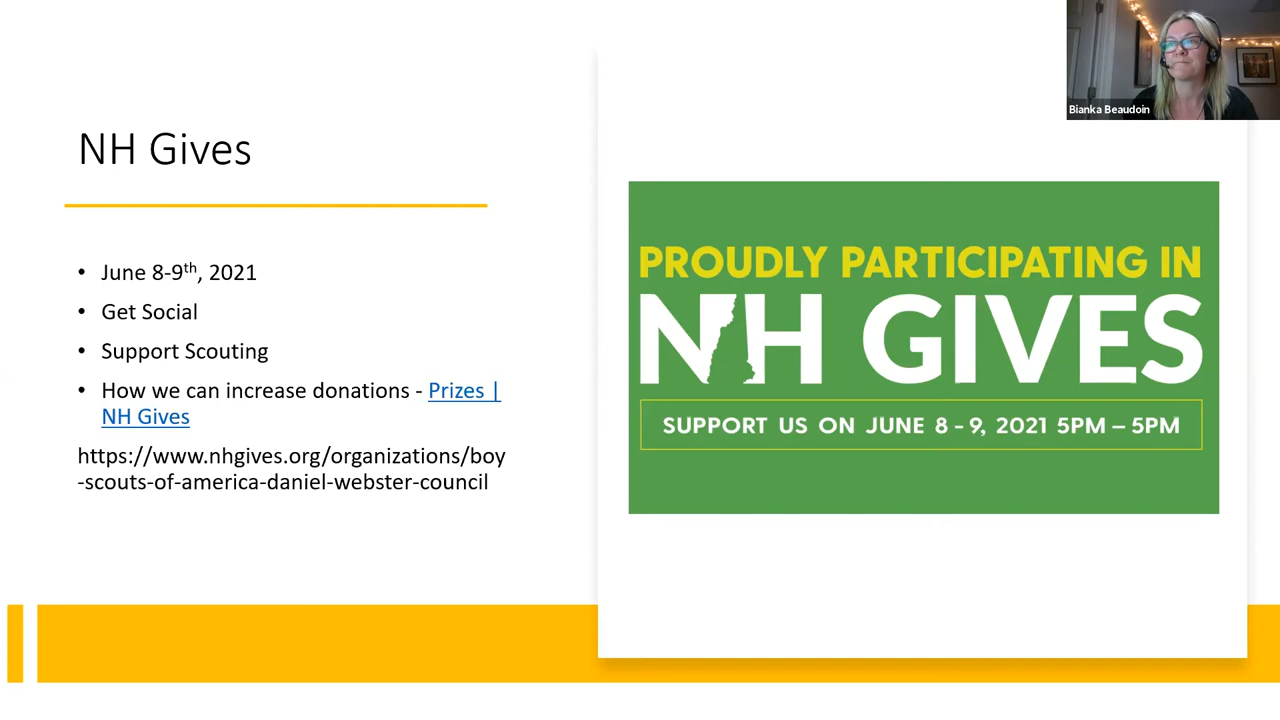 Bianka Beaudoin
NH Gives
• June 8-9th, 2021
• Get Social
• Support Scouting
• How we can increase donations - Prizes |
NH Gives
https://www.nhgives.org/organizations/boy
-scouts-of-america-daniel-webster-council
PROUDLY PARTICIPATING IN
NH GIVES
SUPPORT US ON JUNE 8 - 9, 2021 5PM – 5PM